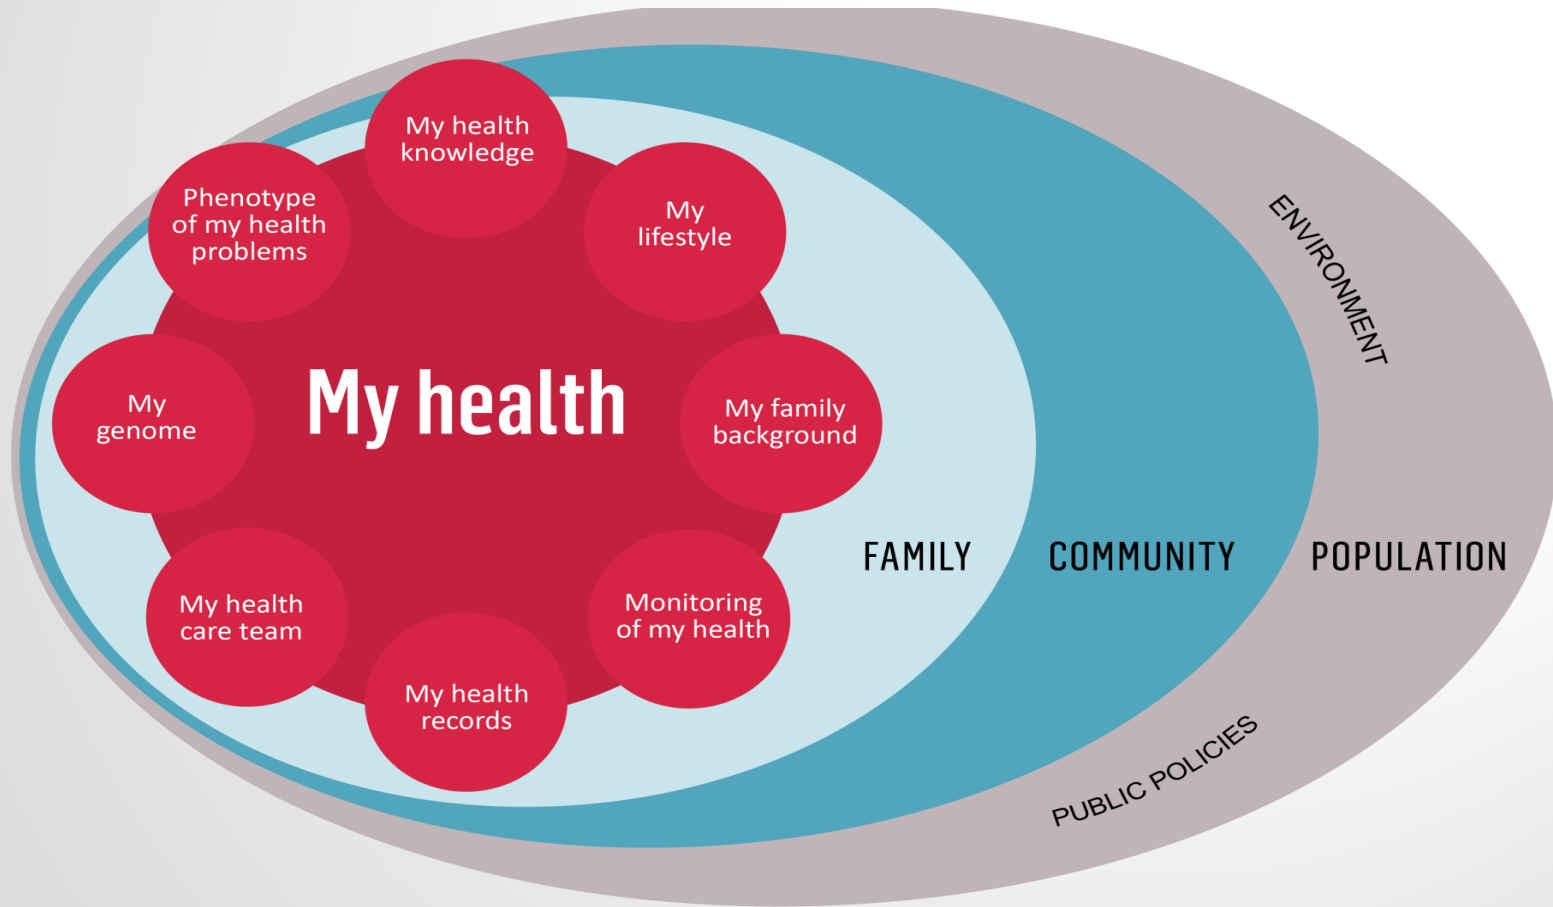 My health
knowledge
Phenotype
of my health
problems
My
lifestyle
ENVIRONMENT
My
genome
My health
My family
background
FAMILY
COMMUNITY
POPULATION
My health
care team
Monitoring
of my health
My health
records
PUBLIC POLICIES